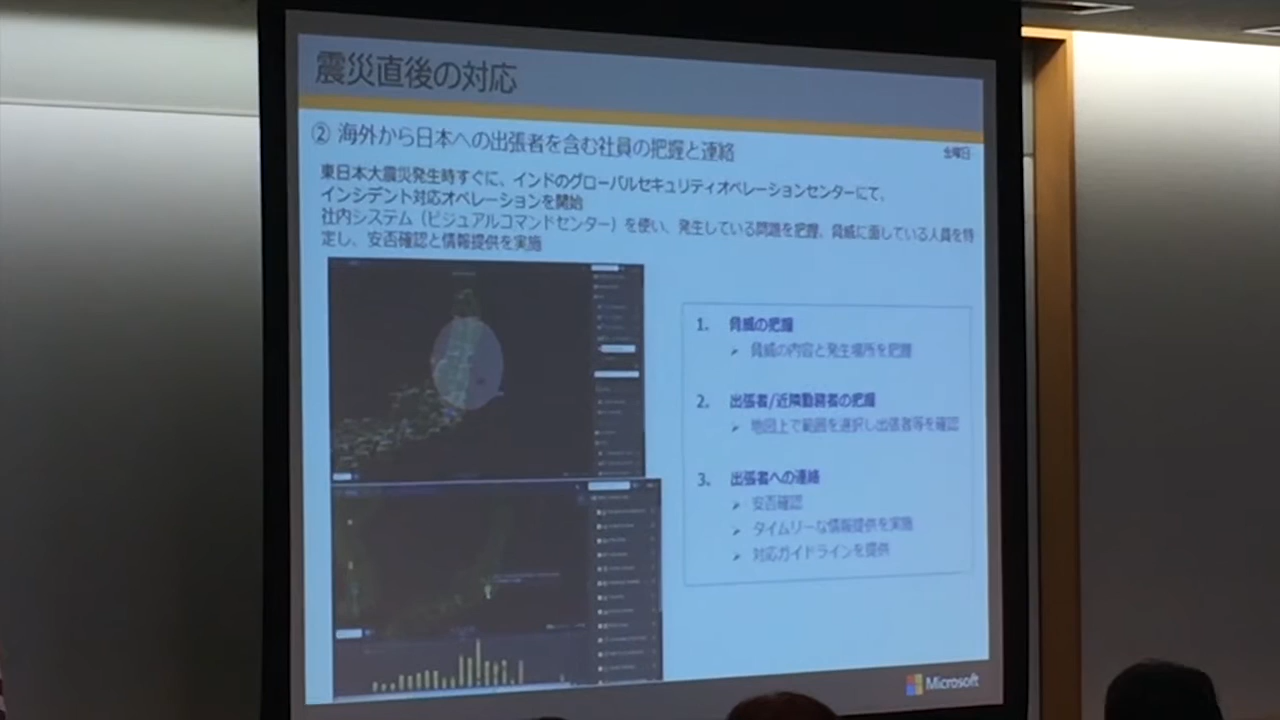 震災直後の対応
② 海外から日本への出張者を含む社員の把握と連絡
金曜日
東日本大震災発生時すぐに、インドのグローバルセキュリティオペレーションセンターにて、
インシデント対応オペレーションを開始
社内システム（ビジュアルコマンドセンター）を使い、発生している問題を把握、脅威に面している人員を特
定し、安否確認と情報提供を実施
1. 脅威の把握
➢ 脅威の内容と発生場所を把握
2. 出張者/近隣勤務者の把握
➢ 地図上で範囲を選択し出張者等を確認
3. 出張者への連絡
➢ 安否確認
➢ タイムリーな情報提供を実施
➢ 対応ガイドラインを提供
Microsoft